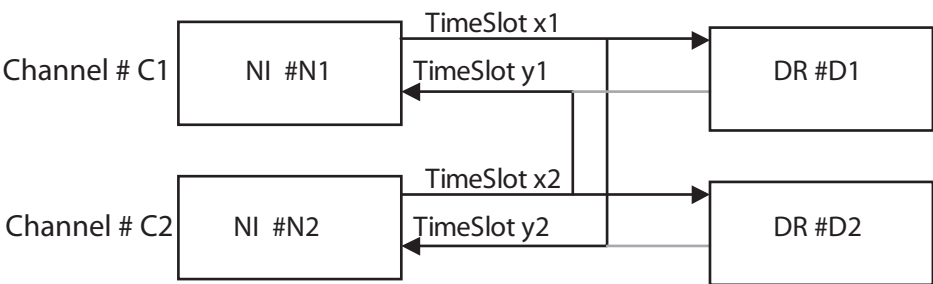 TimeSlot x1
Channel # C1
NI #N1
TimeSlot y1
DR #D1
TimeSlot x2
Channel # C2
NI #N2
TimeSlot y2
DR #D2